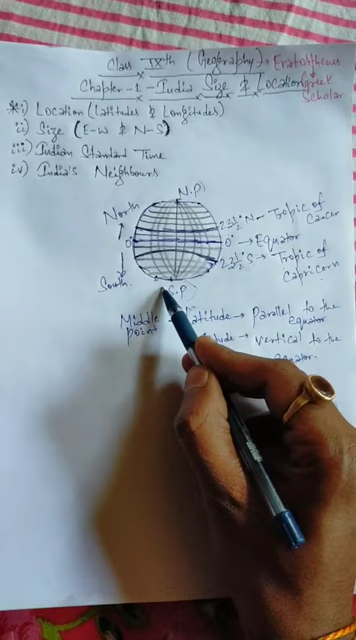 Class IXth (Geography) • Eratosthenes
Chapter-1 - India Size & Location Greek Scholar
*i) Location (Latitudes & Longitudes)
ii) Size (E-W & N-S)
iii) Indian Standard Time
iv) India's Neighbours
N.P)
North
23½° N → Tropic of Cancer
0° 0° → Equator
23½° S → Tropic of Capricorn
South
S.P)
Middle point → Latitude → Parallel to the equator
itude → vertical to the
equator.